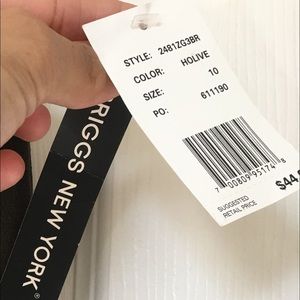 STYLE: 2481ZG3BR
COLOR: HOLIVE
SIZE: 10
PO: 611190
7 00809 95174 8
SUGGESTED
RETAIL PRICE
$44.
RIGGS NEW YORK®